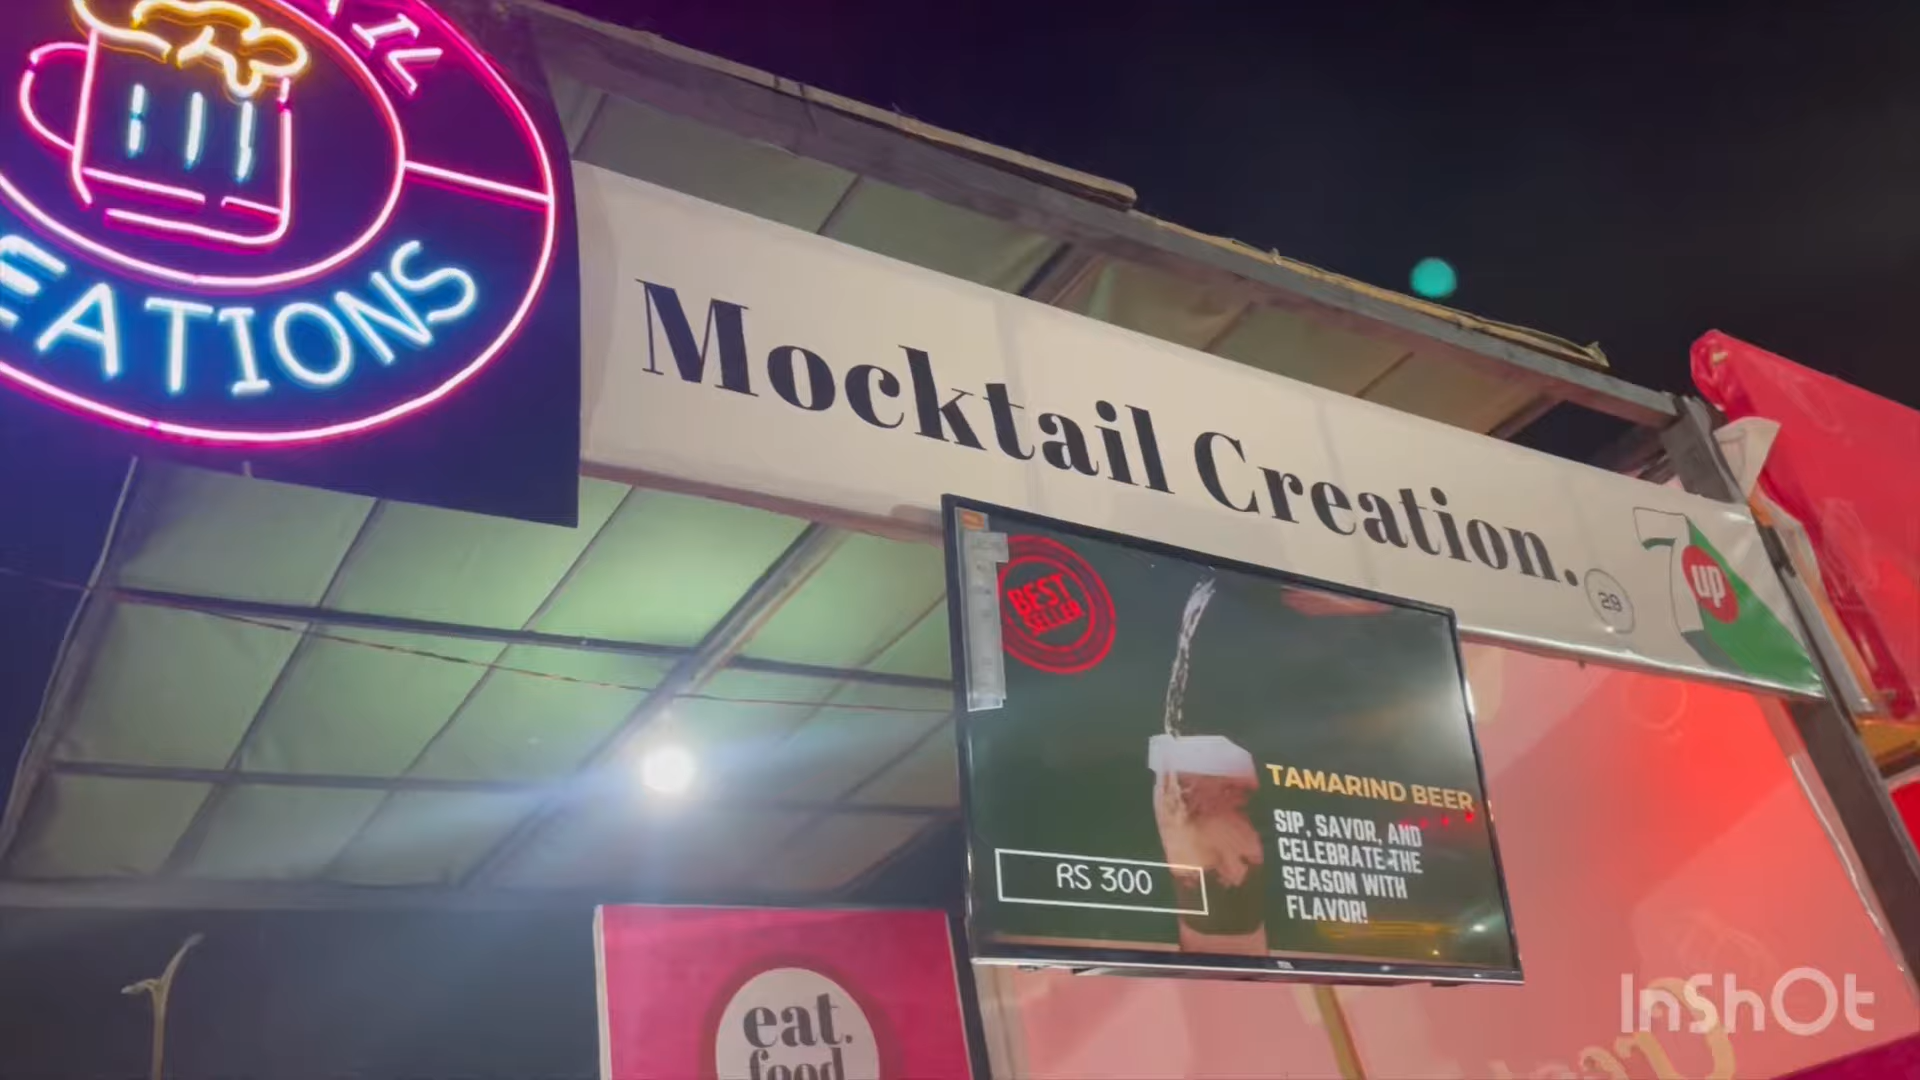 EATIONS
Mocktail Creation.
29
7up
BEST
SELLER
TAMARIND BEER
SIP, SAVOR, AND
CELEBRATE THE
SEASON WITH
FLAVOR!
RS 300
eat.
food
InShOt